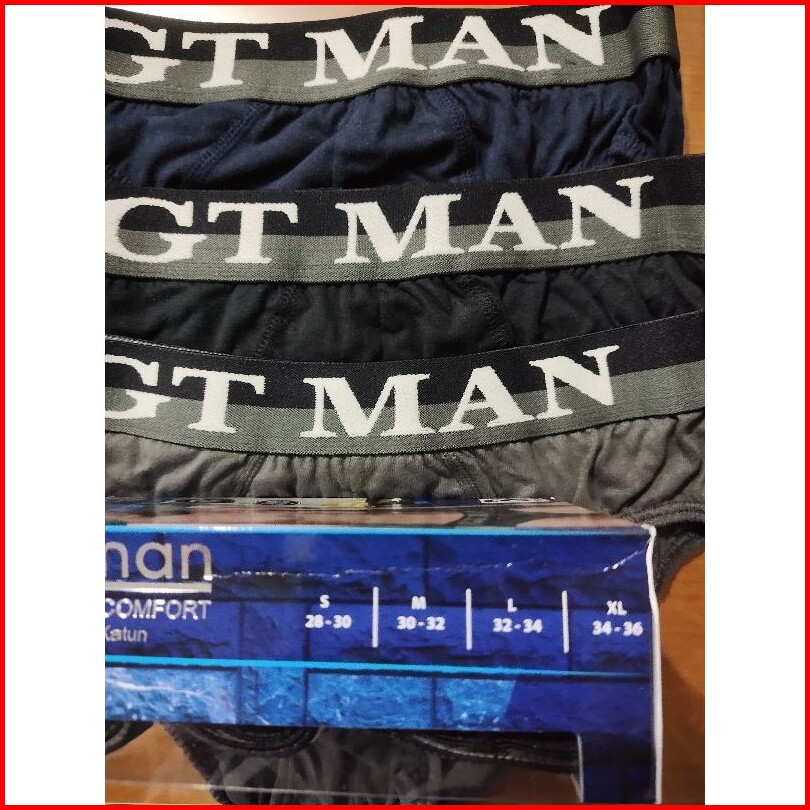 GT MAN
GT MAN
GT MAN
man
COMFORT
Katun
S M L XL
28-30 30-32 32-34 34-36